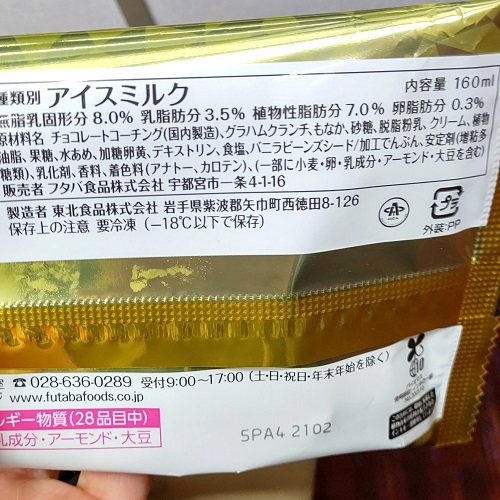 種類別 アイスミルク 内容量 160ml
無脂乳固形分 8.0% 乳脂肪分 3.5% 植物性脂肪分 7.0% 卵脂肪分 0.3%
原材料名 チョコレートコーチング(国内製造)、グラハムクランチ、もなか、砂糖、脱脂粉乳、クリーム、植物
油脂、果糖、水あめ、加糖卵黄、デキストリン、食塩、バニラビーンズシード/加工でんぷん、安定剤(増粘多
糖類)、乳化剤、香料、着色料(アナトー、カロテン)、(一部に小麦・卵・乳成分・アーモンド・大豆を含む)
販売者 フタバ食品株式会社 宇都宮市一条4-1-16
製造者 東北食品株式会社 岩手県紫波郡矢巾町西徳田8-126
保存上の注意 要冷凍 (-18℃以下で保存)
プラ
外装:PP
☎ 028-636-0289 受付9:00~17:00 (土・日・祝日・年末年始を除く)
www.futabafoods.co.jp
ルギー物質(28品目中)
乳成分・アーモンド・大豆
SPA4 2102